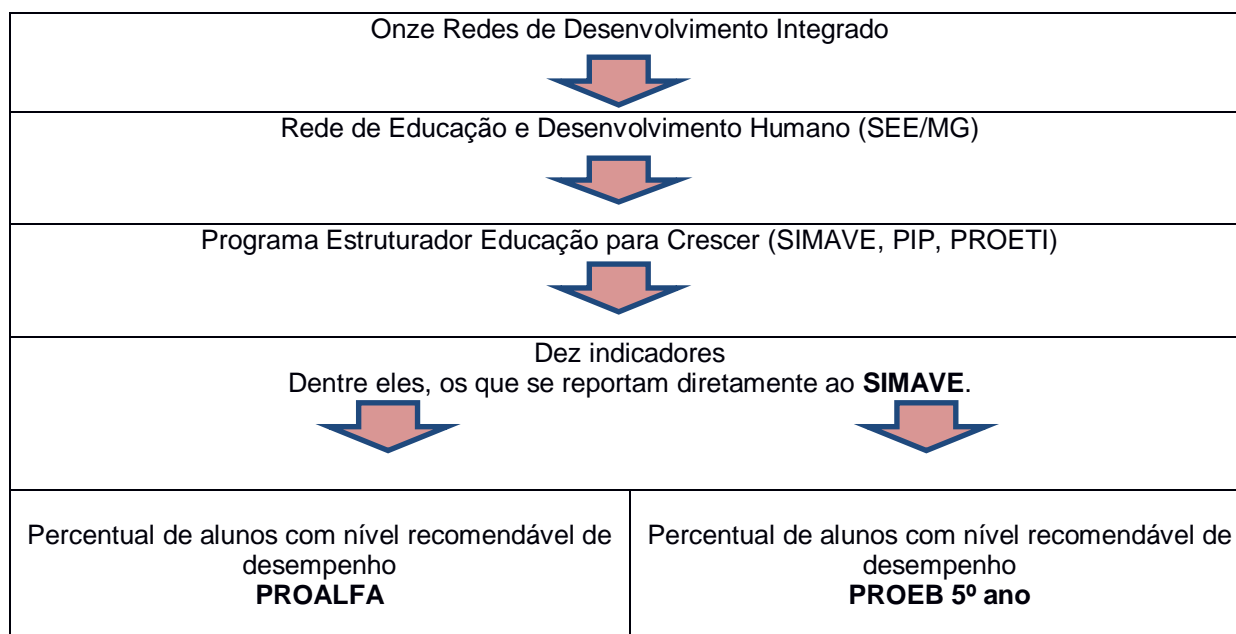 Onze Redes de Desenvolvimento Integrado
Rede de Educação e Desenvolvimento Humano (SEE/MG)
Programa Estruturador Educação para Crescer (SIMAVE, PIP, PROETI)
Dez indicadores
Dentre eles, os que se reportam diretamente ao SIMAVE.
Percentual de alunos com nível recomendável de
desempenho
PROALFA
Percentual de alunos com nível recomendável de
desempenho
PROEB 5º ano